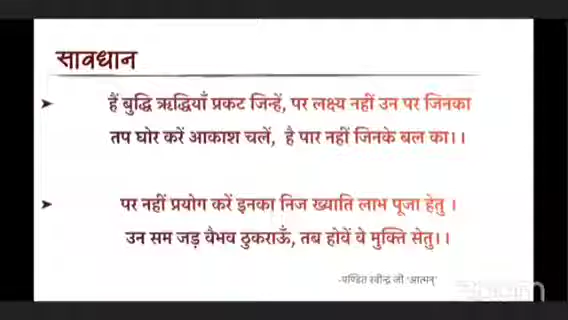 सावधान
हैं बुद्धि ऋद्धियाँ प्रकट जिन्हें, पर लक्ष्य नहीं उन पर जिनका
तप घोर करें आकाश चलें, है पार नहीं जिनके बल का।।
पर नहीं प्रयोग करें इनका निज ख्याति लाभ पूजा हेतु ।
उन सम जड़ वैभव ठुकराऊँ, तब होवें वे मुक्ति सेतु।।
-पण्डित रवीन्द्र जी 'आत्मन्'